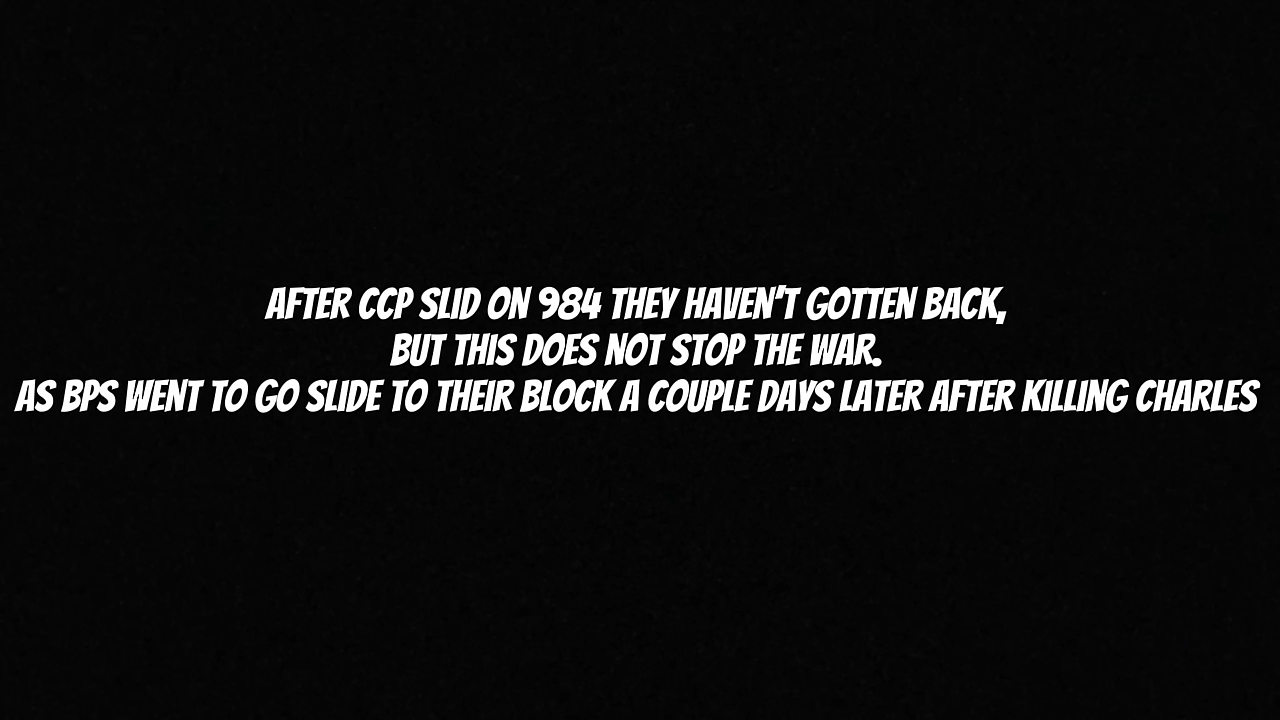 AFTER CCP SLID ON 984 THEY HAVEN'T GOTTEN BACK,
BUT THIS DOES NOT STOP THE WAR.
AS BPS WENT TO GO SLIDE TO THEIR BLOCK A COUPLE DAYS LATER AFTER KILLING CHARLES